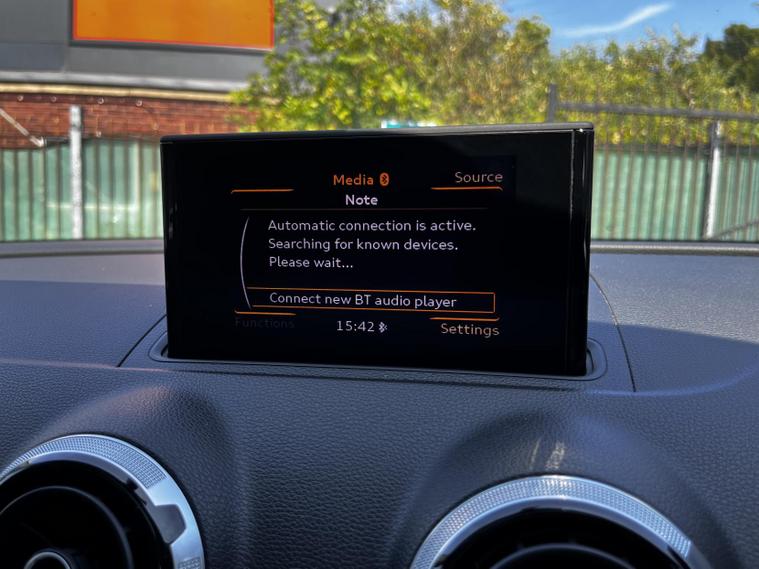 Media
Source
Note
Automatic connection is active.
Searching for known devices.
Please wait...
Connect new BT audio player
Functions
15:42
Settings